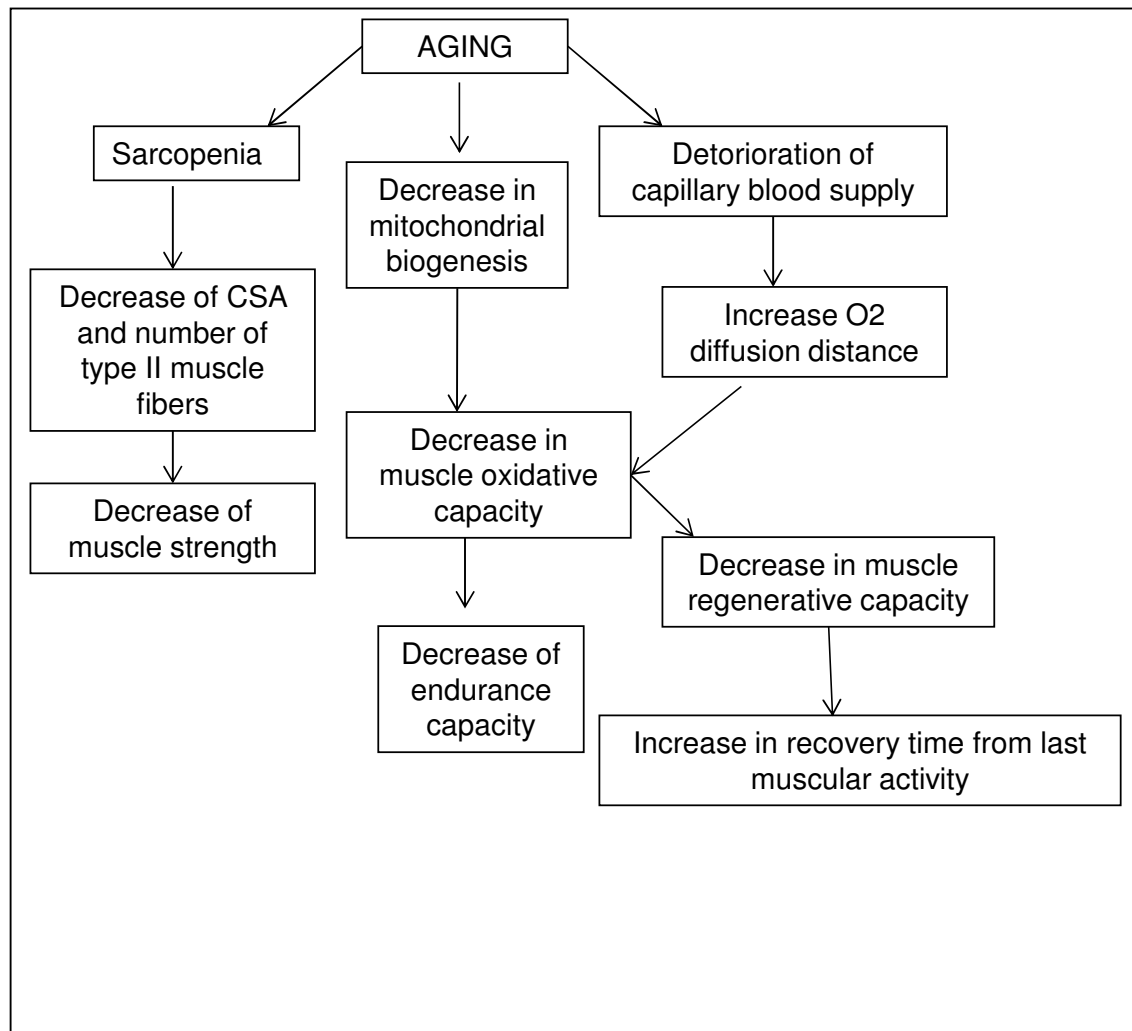 AGING
Sarcopenia
Decrease in
mitochondrial
biogenesis
Detorioration of
capillary blood supply
Decrease of CSA
and number of
type II muscle
fibers
Increase O2
diffusion distance
Decrease in
muscle oxidative
capacity
Decrease of
muscle strength
Decrease in muscle
regenerative capacity
Decrease of
endurance
capacity
Increase in recovery time from last
muscular activity